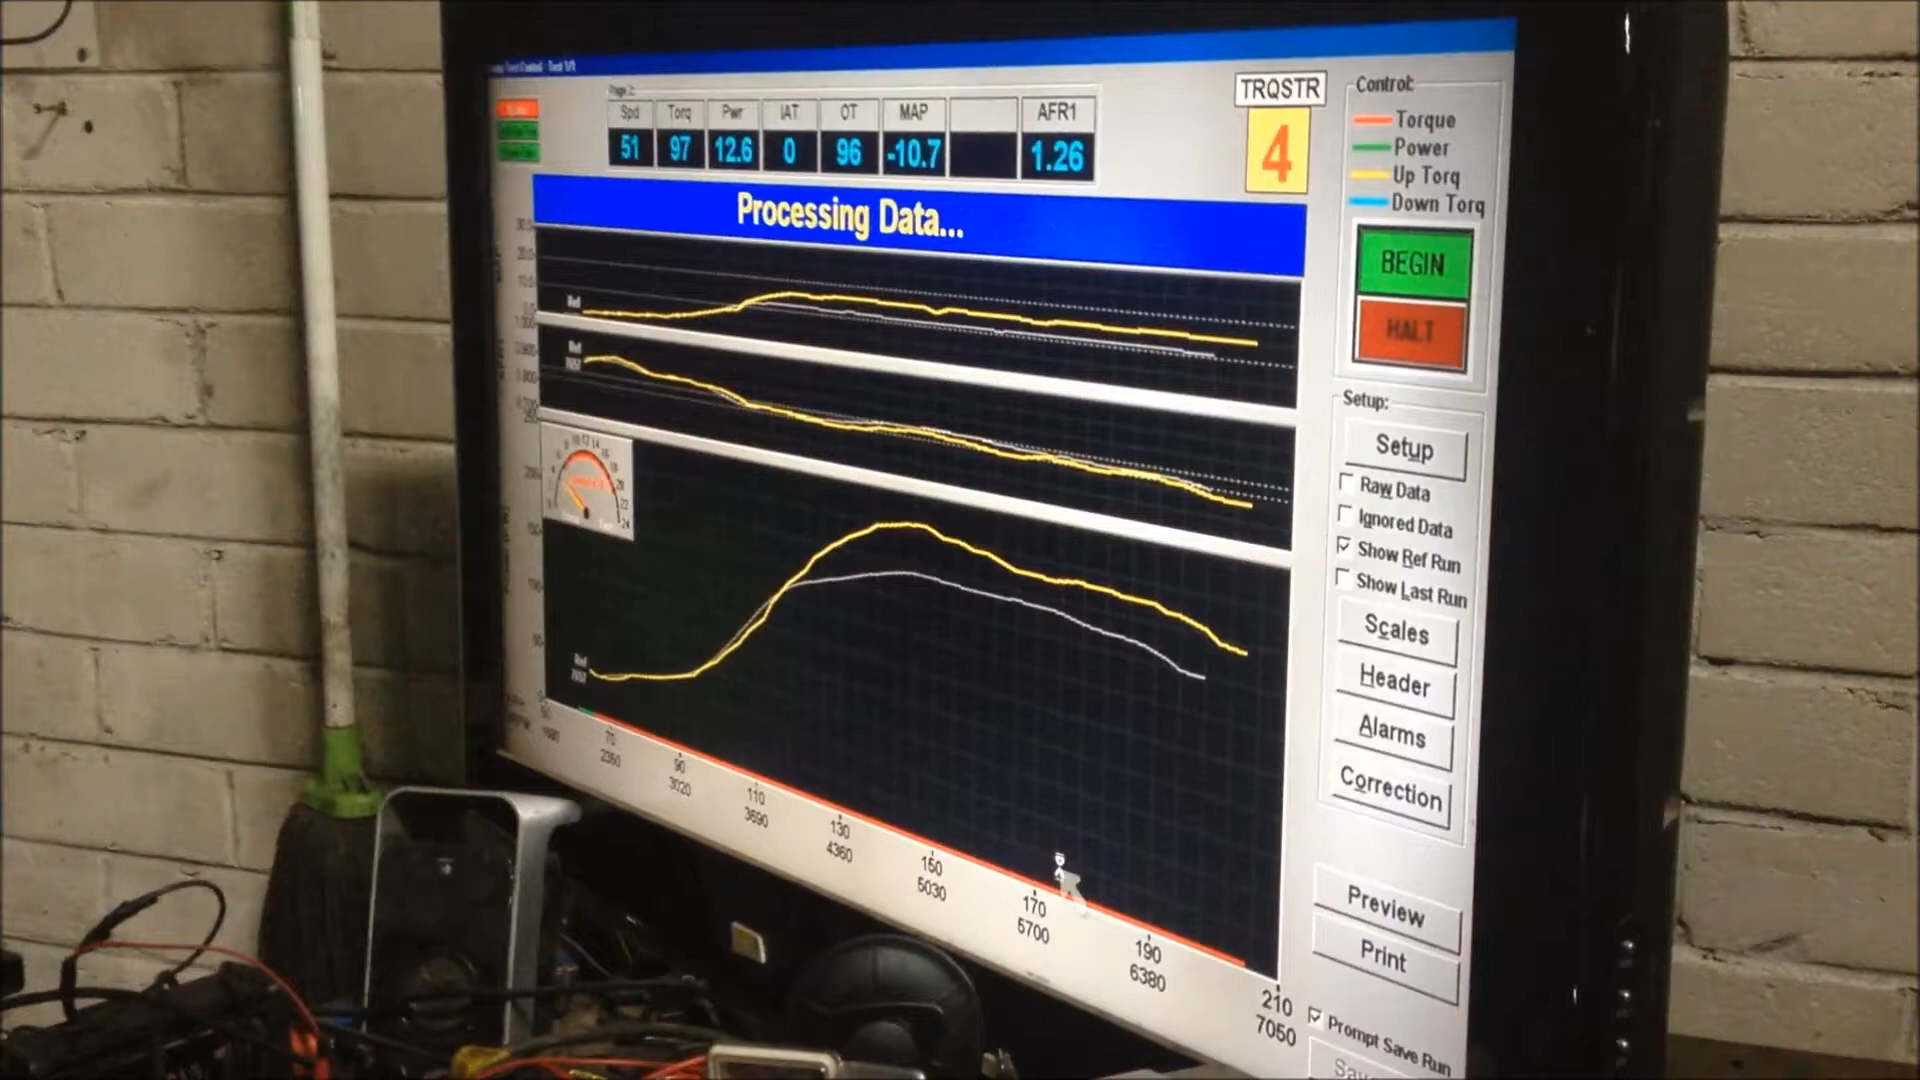 Spd Torq Pwr IAT OT MAP AFR1
51 97 12.6 0 96 -10.7 1.26
TRQSTR
4
Processing Data...
Control:
Torque
Power
Up Torq
Down Torq
BEGIN
HALT
Setup:
Setup
Raw Data
Ignored Data
Show Ref Run
Show Last Run
Scales
Header
Alarms
Correction
Preview
Print
Prompt Save Run
Ref
Ref
Ref
70 90 110 130 150 170 190 210
2350 3020 3690 4360 5030 5700 6380 7050